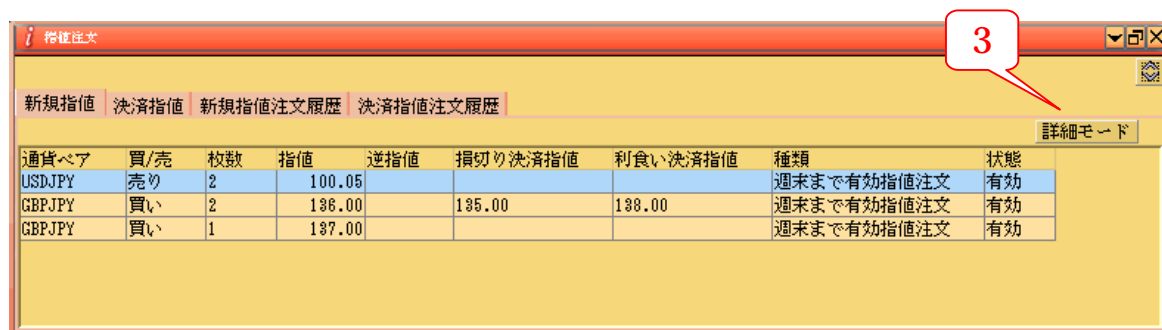 指値注文
3
新規指値 決済指値 新規指値注文履歴 決済指値注文履歴
詳細モード
通貨ペア 買/売 枚数 指値 逆指値 損切り決済指値 利食い決済指値 種類 状態
USDJPY 売り 2 100.05 週末まで有効指値注文 有効
GBPJPY 買い 2 136.00 135.00 138.00 週末まで有効指値注文 有効
GBPJPY 買い 1 137.00 週末まで有効指値注文 有効